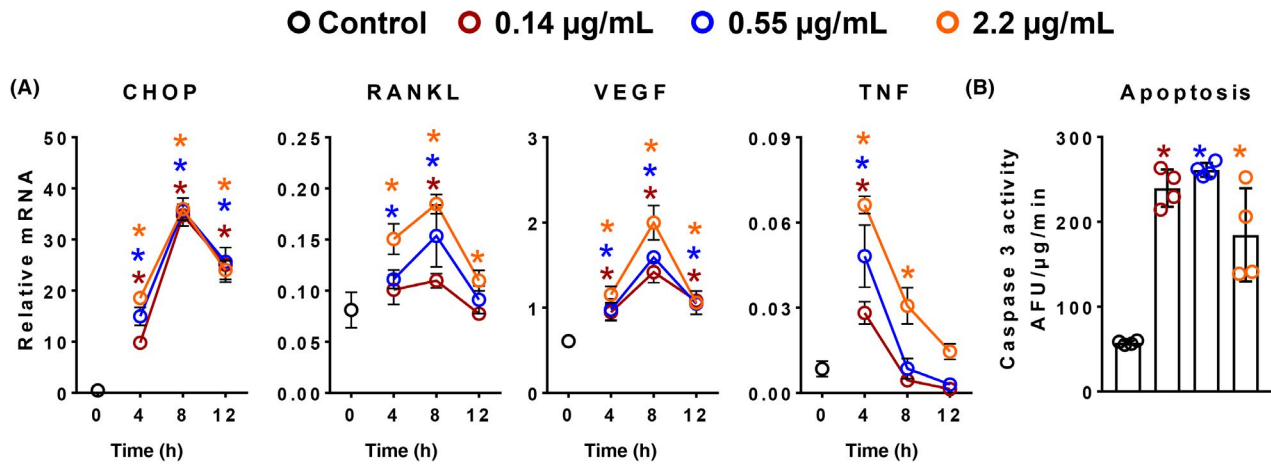 Control 0.14 µg/mL 0.55 µg/mL 2.2 µg/mL
(A) CHOP RANKL VEGF TNF (B) Apoptosis
Relative mRNA
50
40
30
20
10
0
0 4 8 12
Time (h)
0.25
0.20
0.15
0.10
0.05
0.00
0 4 8 12
Time (h)
3
2
1
0
0 4 8 12
Time (h)
0.09
0.06
0.03
0.00
0 4 8 12
Time (h)
Caspase 3 activity
AFU/µg/min
300
200
100
0
* * * * * * * * *
* * * * * *
* * * * * * * * *
* * * *
* * *